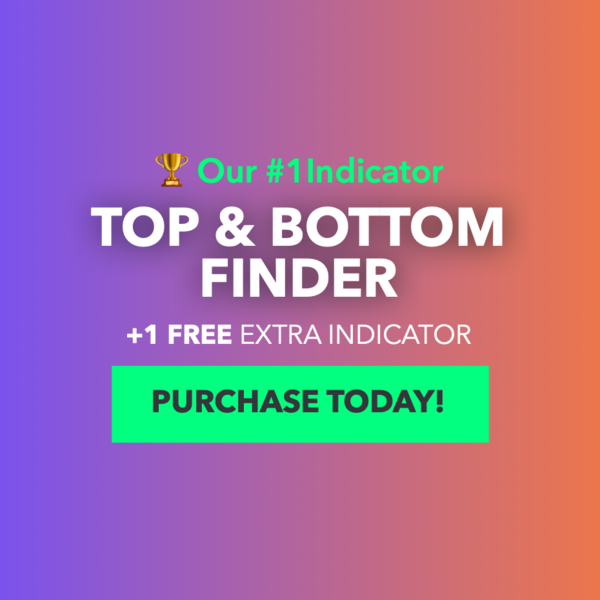 🏆 Our #1Indicator
TOP & BOTTOM
FINDER
+1 FREE EXTRA INDICATOR
PURCHASE TODAY!